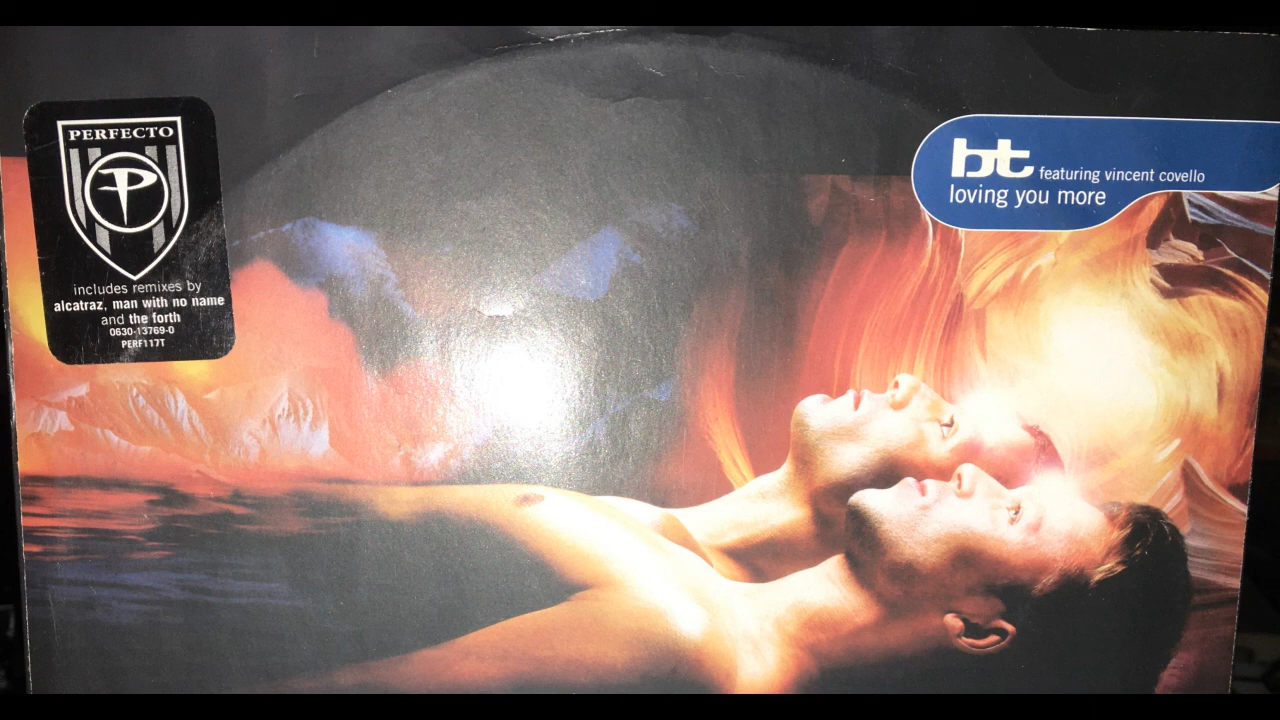 PERFECTO
P
includes remixes by
alcatraz, man with no name
and the forth
0630-13769-0
PERF117T
bt featuring vincent covello
loving you more